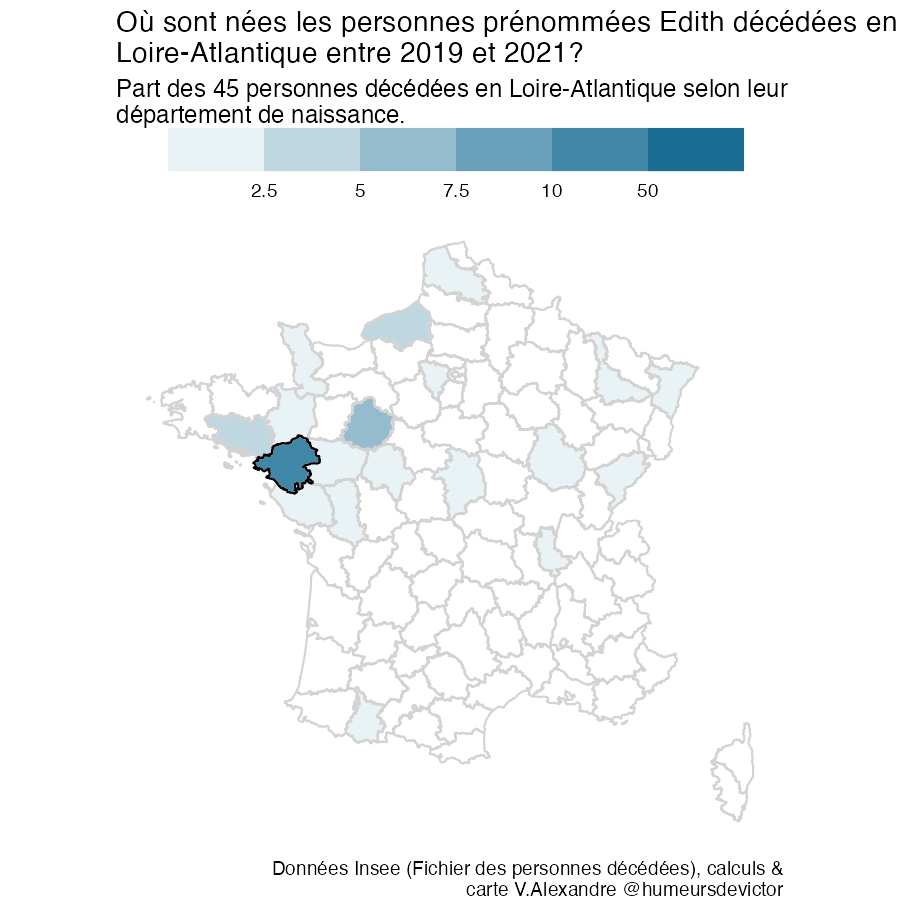 Où sont nées les personnes prénommées Edith décédées en
Loire-Atlantique entre 2019 et 2021?
Part des 45 personnes décédées en Loire-Atlantique selon leur
département de naissance.
2.5 5 7.5 10 50
Données Insee (Fichier des personnes décédées), calculs &
carte V.Alexandre @humeursdevictor